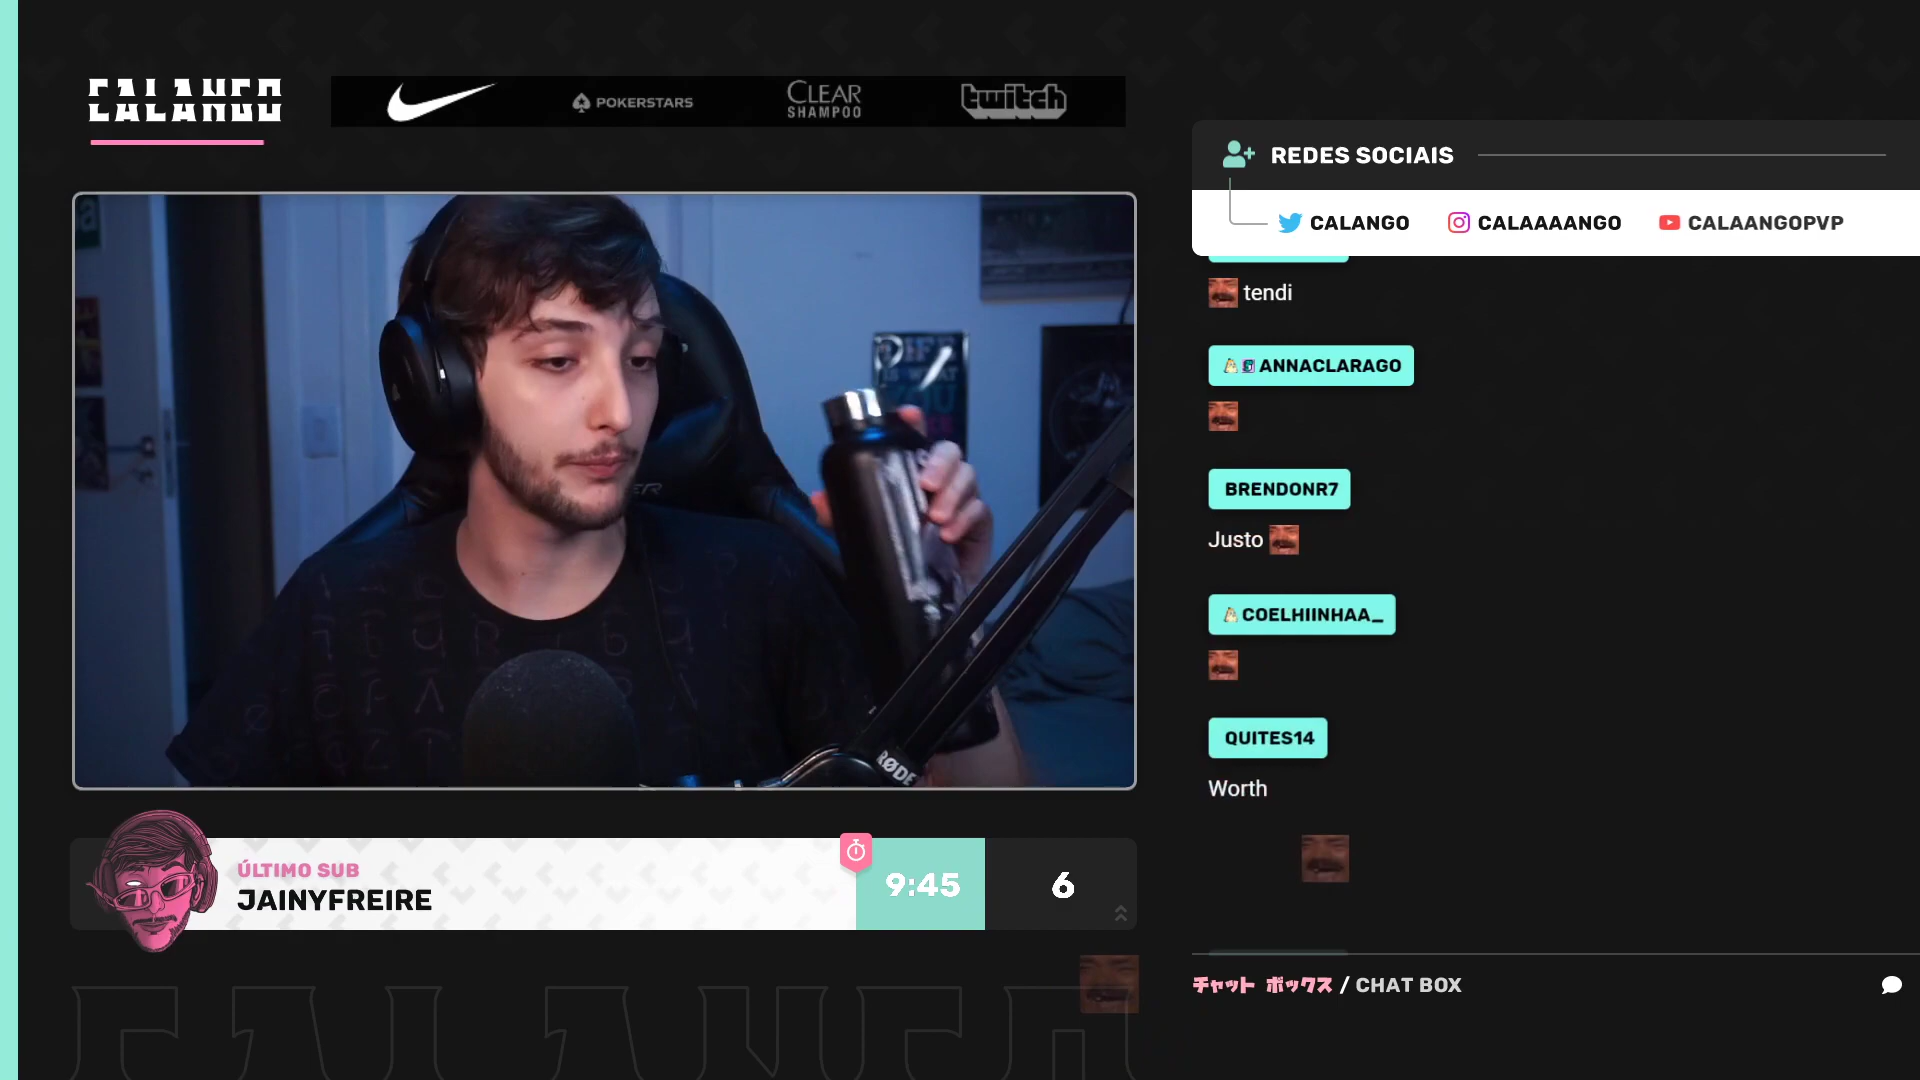 CALANGO
POKERSTARS
CLEAR
SHAMPOO
twitch
REDES SOCIAIS
CALANGO
CALAAAANGO
CALAANGOPVP
tendi
ANNACLARAGO
BRENDONR7
Justo
COELHIINHAA_
QUITES14
Worth
RØDE
ÚLTIMO SUB
JAINYFREIRE
9:45
6
チャット ボックス / CHAT BOX